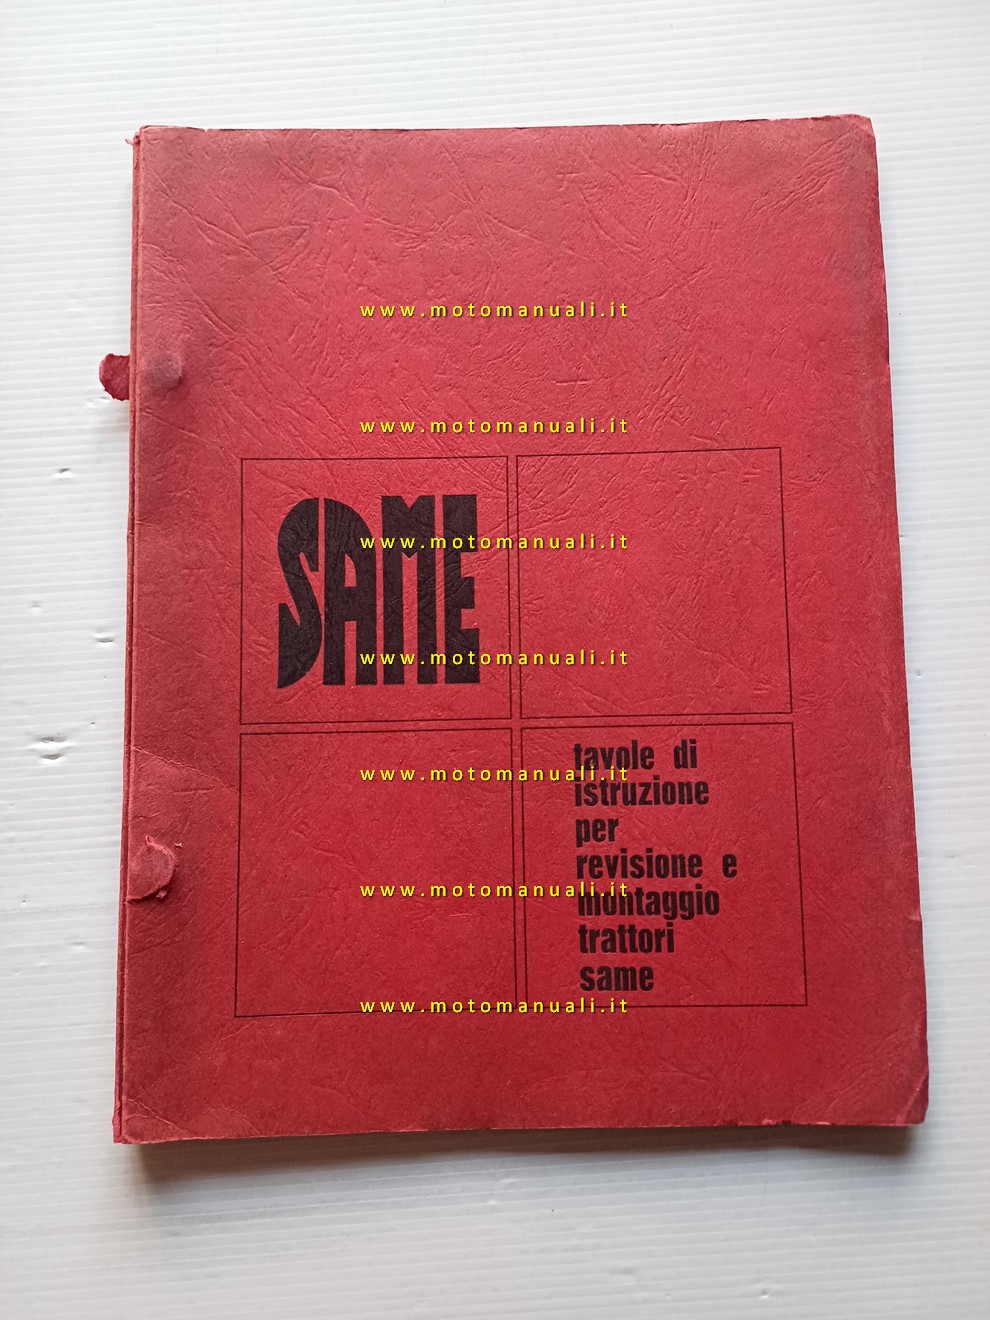 www.motomanuali.it
www.motomanuali.it
SAME
www.motomanuali.it
www.motomanuali.it
tavole di
www.motomanuali.it
istruzione
per
revisione e
www.motomanuali.it
montaggio
trattori
same
www.motomanuali.it